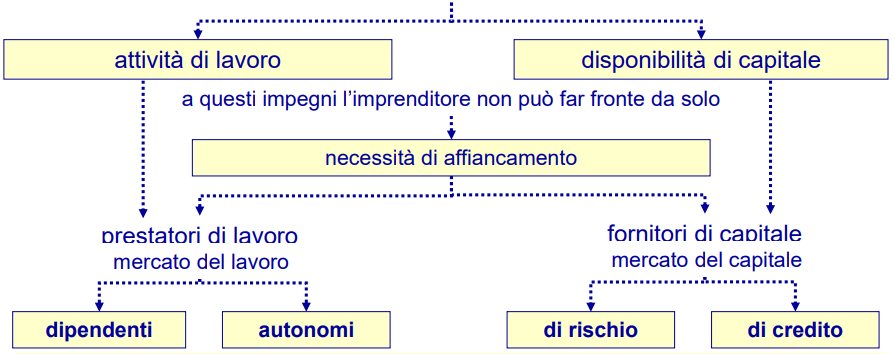 attività di lavoro
disponibilità di capitale
a questi impegni l'imprenditore non può far fronte da solo
necessità di affiancamento
prestatori di lavoro
mercato del lavoro
fornitori di capitale
mercato del capitale
dipendenti
autonomi
di rischio
di credito